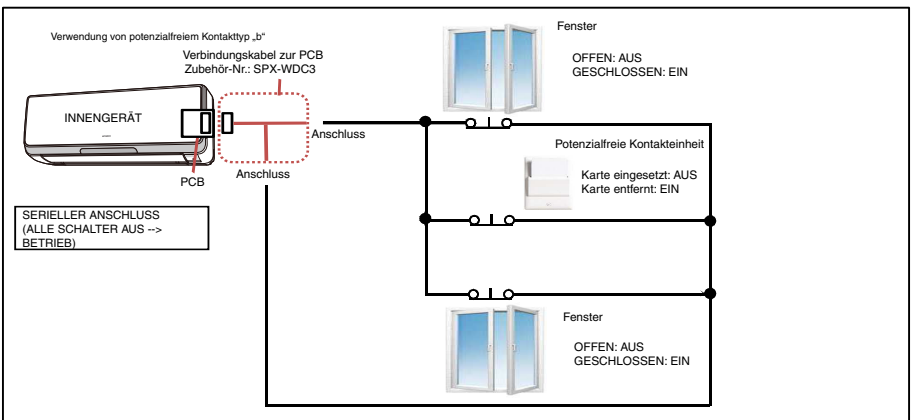 Verwendung von potenzialfreiem Kontakttyp „b“
Verbindungskabel zur PCB
Zubehör-Nr.: SPX-WDC3
INNENGERÄT
PCB
Anschluss
Anschluss
SERIELLER ANSCHLUSS
(ALLE SCHALTER AUS -->
BETRIEB)
Fenster
OFFEN: AUS
GESCHLOSSEN: EIN
Potenzialfreie Kontakteinheit
Karte eingesetzt: AUS
Karte entfernt: EIN
Fenster
OFFEN: AUS
GESCHLOSSEN: EIN